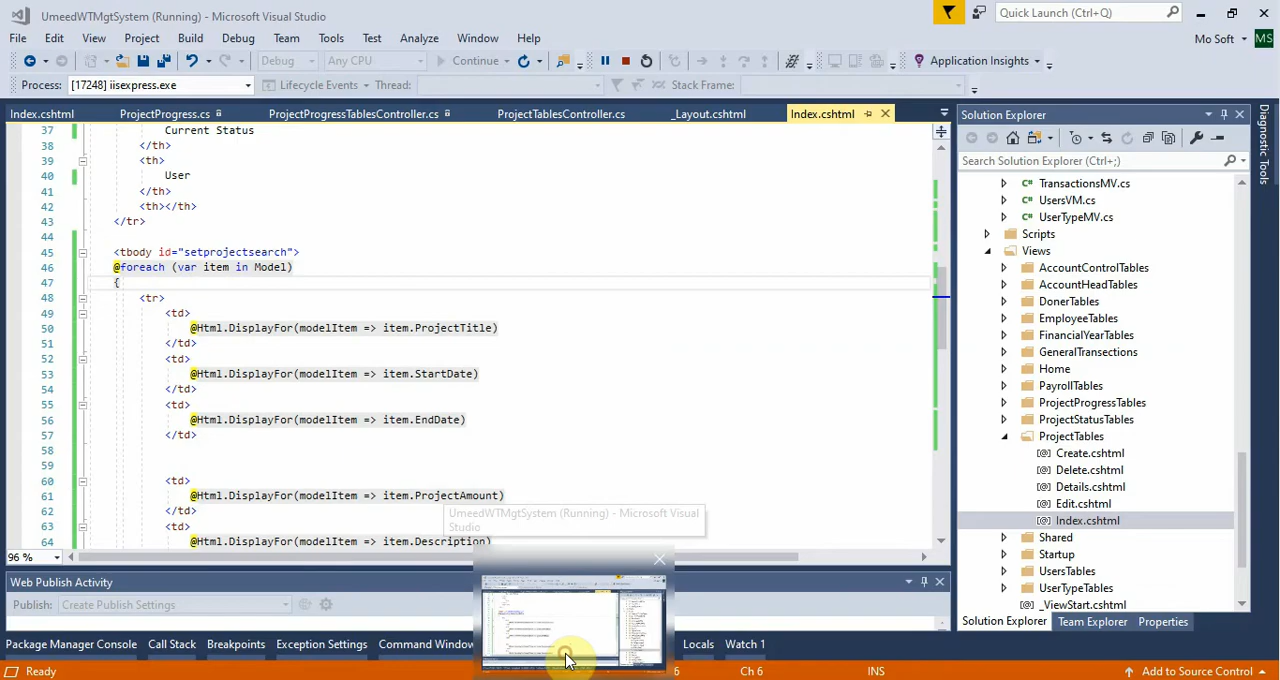 UmeedWTMgtSystem (Running) - Microsoft Visual Studio
Quick Launch (Ctrl+Q)
File Edit View Project Build Debug Team Tools Test Analyze Window Help
Mo Soft MS
Debug Any CPU Continue Application Insights
Process: [17248] iisexpress.exe Lifecycle Events Thread: Stack Frame:
Index.cshtml ProjectProgress.cs ProjectProgressTablesController.cs ProjectTablesController.cs _Layout.cshtml Index.cshtml
37 Current Status
38 </th>
39 <th>
40 User
41 </th>
42 <th></th>
43 </tr>
44
45 <tbody id="setprojectsearch">
46 @foreach (var item in Model)
47 {
48 <tr>
49 <td>
50 @Html.DisplayFor(modelItem => item.ProjectTitle)
51 </td>
52 <td>
53 @Html.DisplayFor(modelItem => item.StartDate)
54 </td>
55 <td>
56 @Html.DisplayFor(modelItem => item.EndDate)
57 </td>
58
59
60 <td>
61 @Html.DisplayFor(modelItem => item.ProjectAmount)
62 </td>
63 <td>
64 @Html.DisplayFor(modelItem => item.Description)
UmeedWTMgtSystem (Running) - Microsoft Visual
Studio
96 %
Solution Explorer
Search Solution Explorer (Ctrl+;)
TransactionsMV.cs
UsersVM.cs
UserTypeMV.cs
Scripts
Views
AccountControlTables
AccountHeadTables
DonerTables
EmployeeTables
FinancialYearTables
GeneralTransections
Home
PayrollTables
ProjectProgressTables
ProjectStatusTables
ProjectTables
Create.cshtml
Delete.cshtml
Details.cshtml
Edit.cshtml
Index.cshtml
Shared
Startup
UsersTables
UserTypeTables
_ViewStart.cshtml
Solution Explorer Team Explorer Properties
Diagnostic Tools
Web Publish Activity
Publish: Create Publish Settings
Package Manager Console Call Stack Breakpoints Exception Settings Command Window Locals Watch 1
Ready 6 Ch 6 INS Add to Source Control